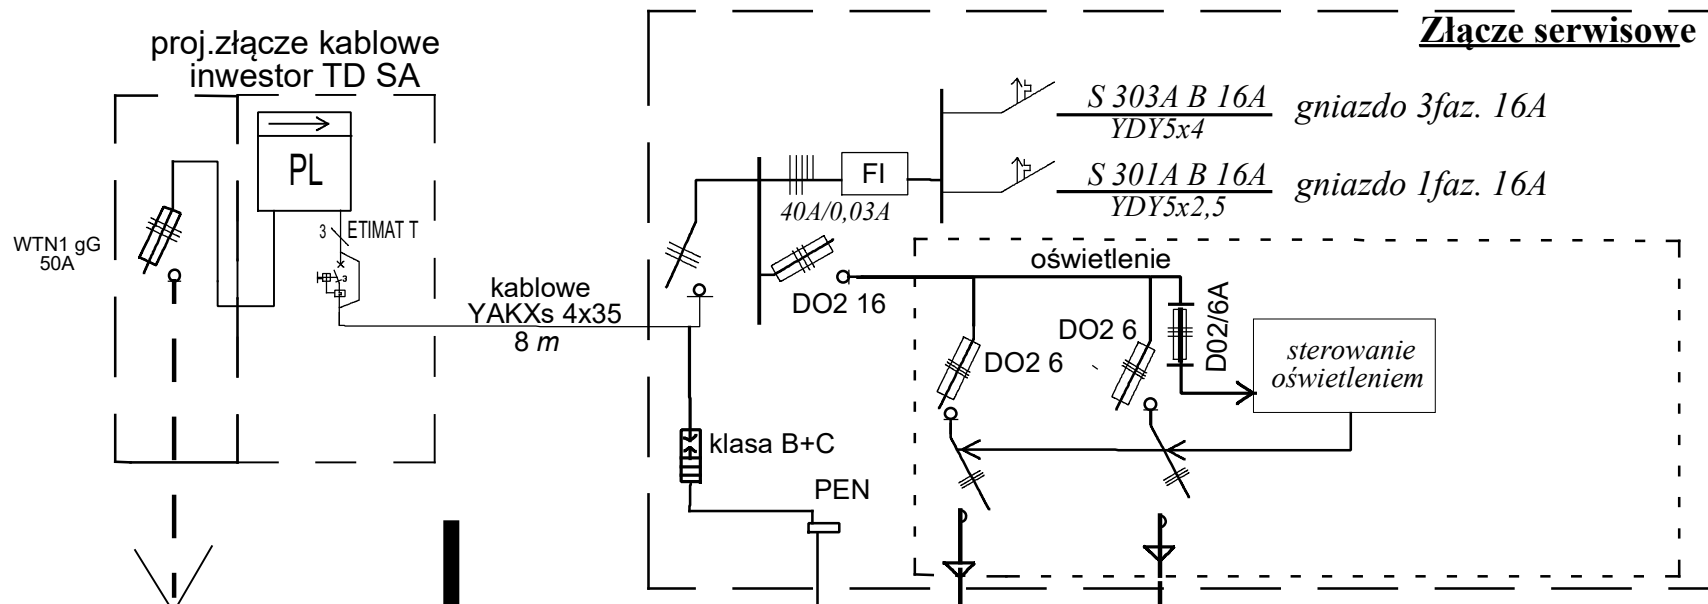 Złącze serwisowe
proj.złącze kablowe
inwestor TD SA
PL
3 ETIMAT T
3
WTN1 gG
50A
kablowe
YAKXs 4x35
8 m
S 303A B 16A
YDY5x4
gniazdo 3faz. 16A
FI
40A/0,03A
S 301A B 16A
YDY5x2,5
gniazdo 1faz. 16A
oświetlenie
DO2 16
DO2 6
DO2 6
D02/6A
sterowanie
oświetleniem
klasa B+C
PEN